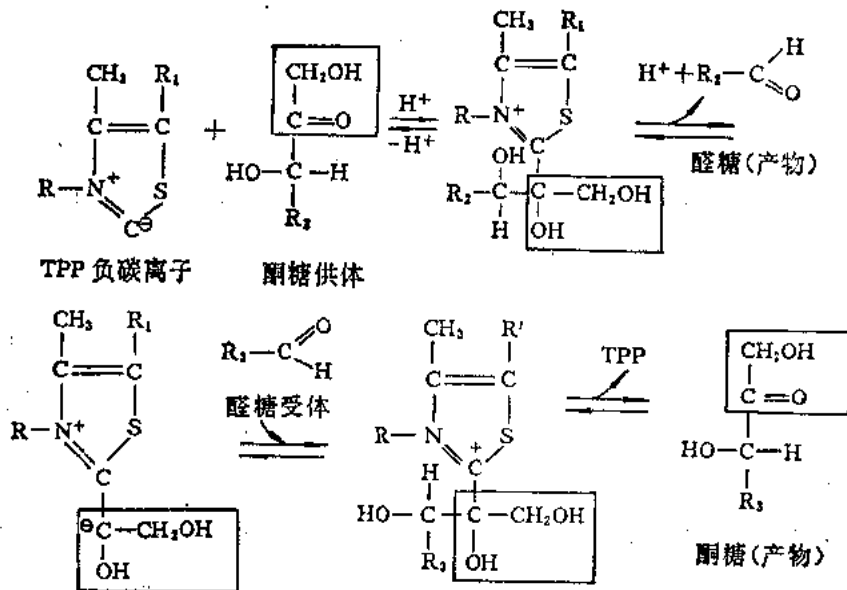 CH₃ R₁
C C
R—N⁺ S
C⊖
TPP 负碳离子
+
CH₂OH
C=O
HO—C—H
R₂
酮糖供体
H⁺
−H⁺
CH₃ R₁
C C
R—N⁺ S
C
OH
R₂—C—C—CH₂OH
H OH
H⁺+R₂—C H
O
醛糖(产物)
CH₃ R₁
C C
R—N⁺ S
C
⊖C—CH₂OH
OH
R₃—C O
H
醛糖受体
CH₃ R'
C C
R—N S
C⁺
H
HO—C—C—CH₂OH
R₃ OH
TPP
CH₂OH
C=O
HO—C—H
R₃
酮糖(产物)